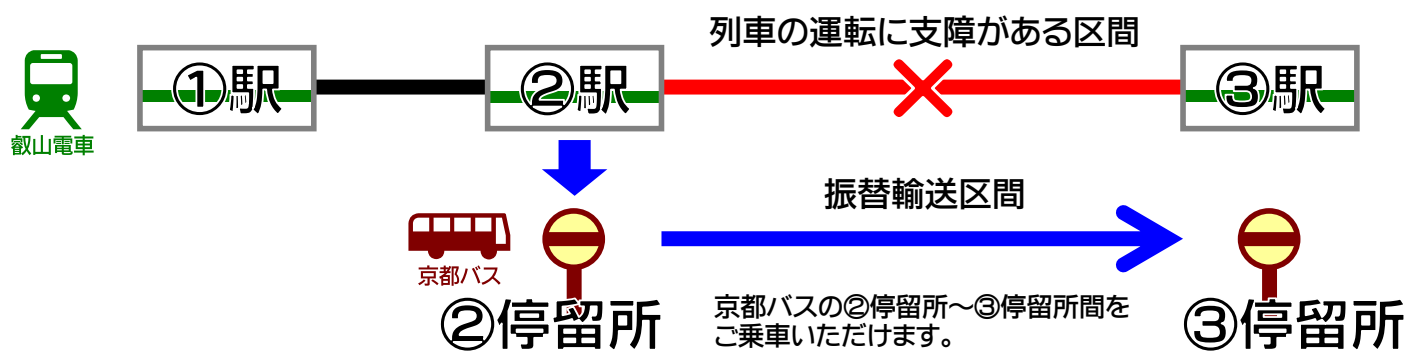 列車の運転に支障がある区間
①駅
②駅
③駅
叡山電車
振替輸送区間
京都バス
②停留所
京都バスの②停留所～③停留所間を
ご乗車いただけます。
③停留所